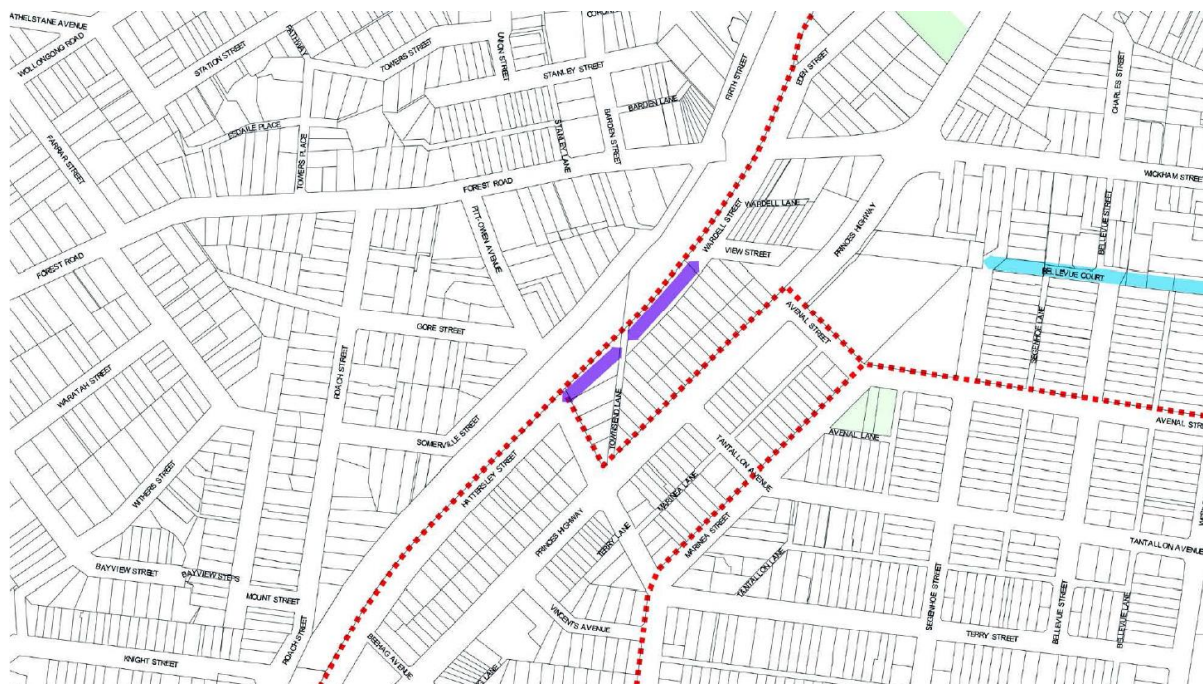 ATHELSTANE AVENUE
WOLLONGONG ROAD
STATION STREET
PATHWAY
TOWERS STREET
UNION STREET
STANLEY STREET
FIRTH STREET
EDEN STREET
CHARLES STREET
BARDEN LANE
ESDAILE PLACE
TOWERS PLACE
STANLEY LANE
BARDEN STREET
FARRAR STREET
FOREST ROAD
WICKHAM STREET
PITT-OWEN AVENUE
WARDELL LANE
WARDELL STREET
PRINCES HIGHWAY
BELLEVUE STREET
VIEW STREET
FOREST ROAD
BELLEVUE COURT
GORE STREET
AVENAL STREET
SEGENHOE LANE
ROACH STREET
WARATAH STREET
TOWNSEND LANE
AVENAL STRE
SOMERVILLE STREET
AVENAL LANE
HATTERSLEY STREET
TANTALLON AVENUE
WITHERS STREET
MARINEA LANE
PRINCES HIGHWAY
TERRY LANE
MARINEA STREET
TANTALLON AVENUE
BAYVIEW STREET
BAYVIEW STEPS
TANTALLON LANE
MOUNT STREET
SEGENHOE STREET
BELLEVUE STREET
BELLEVUE LANE
VINCENTS AVENUE
TERRY STREET
ROACH STREET
BEEHAG AVENUE
KNIGHT STREET